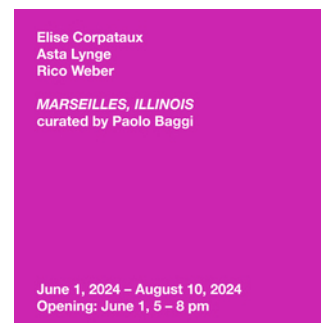 Elise Corpataux
Asta Lynge
Rico Weber
MARSEILLES, ILLINOIS
curated by Paolo Baggi
June 1, 2024 – August 10, 2024
Opening: June 1, 5 – 8 pm